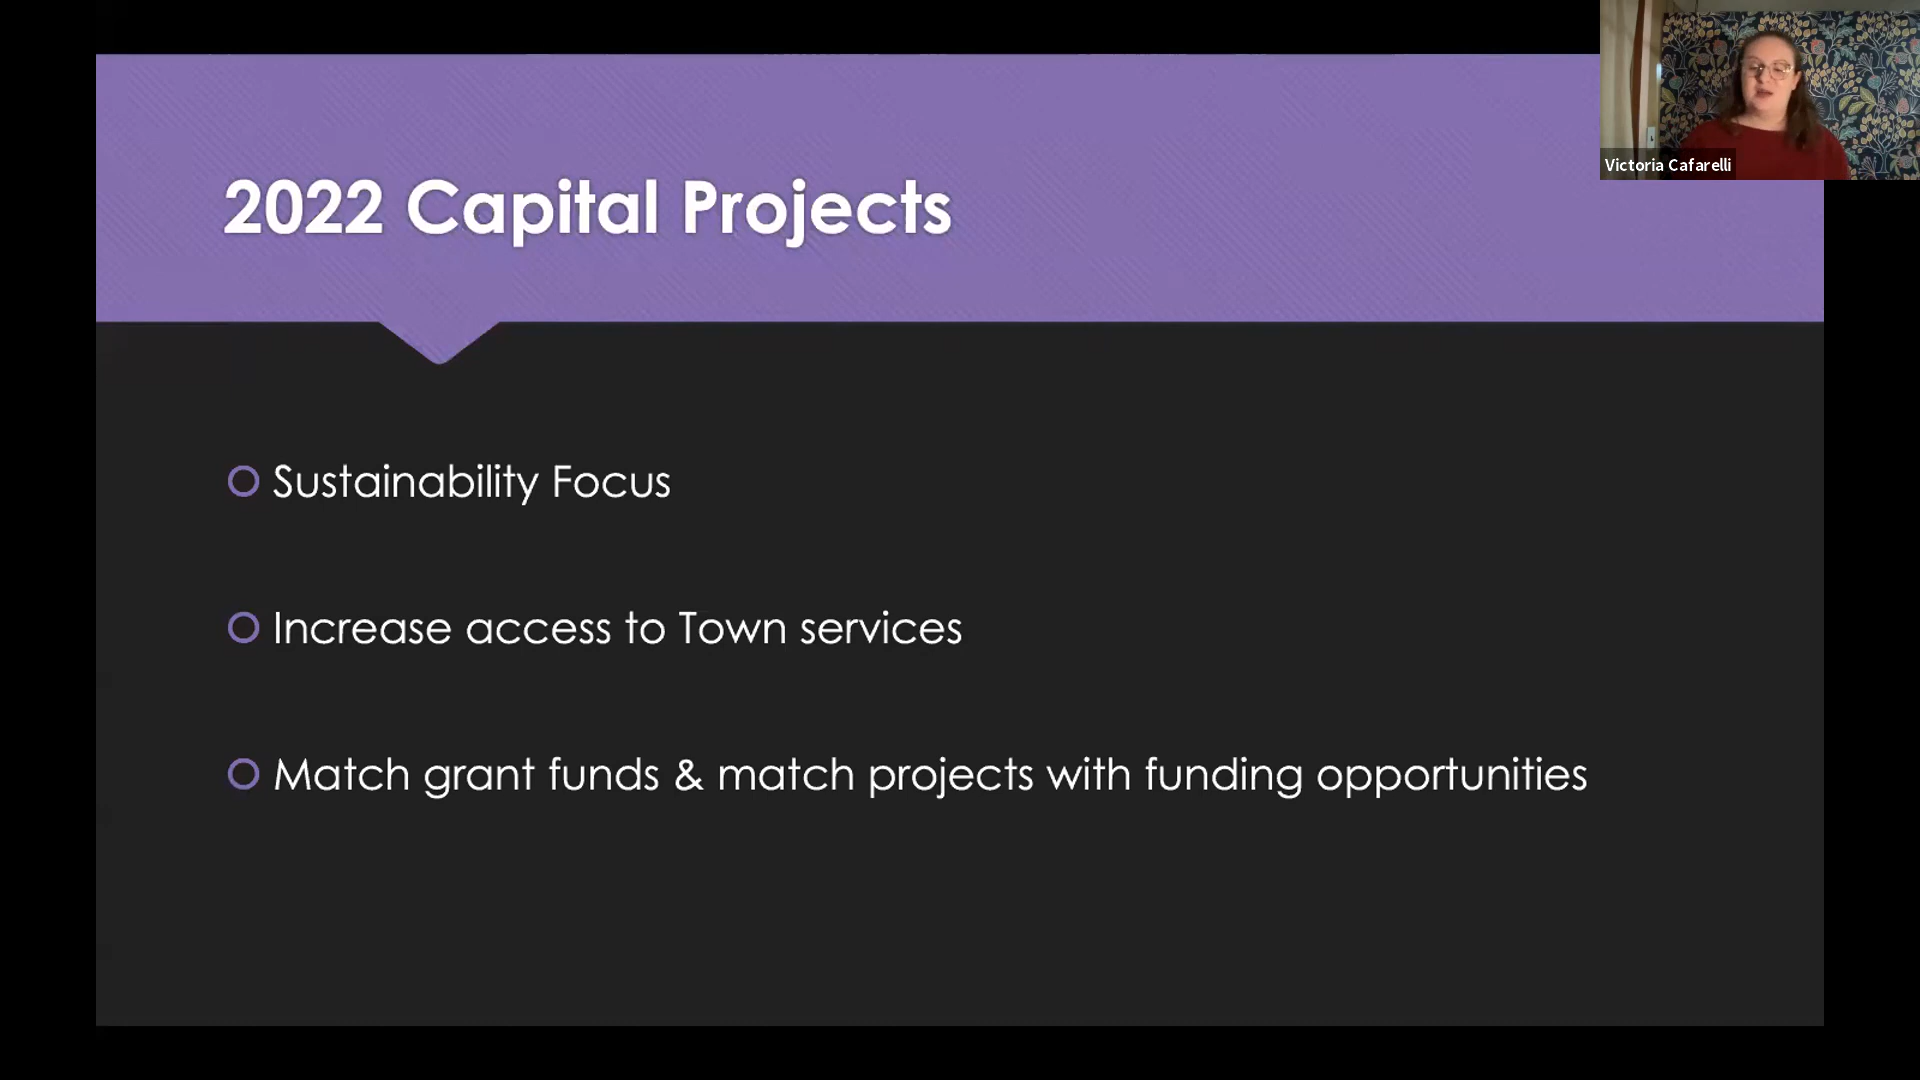 Victoria Cafarelli
2022 Capital Projects
Sustainability Focus
Increase access to Town services
Match grant funds & match projects with funding opportunities